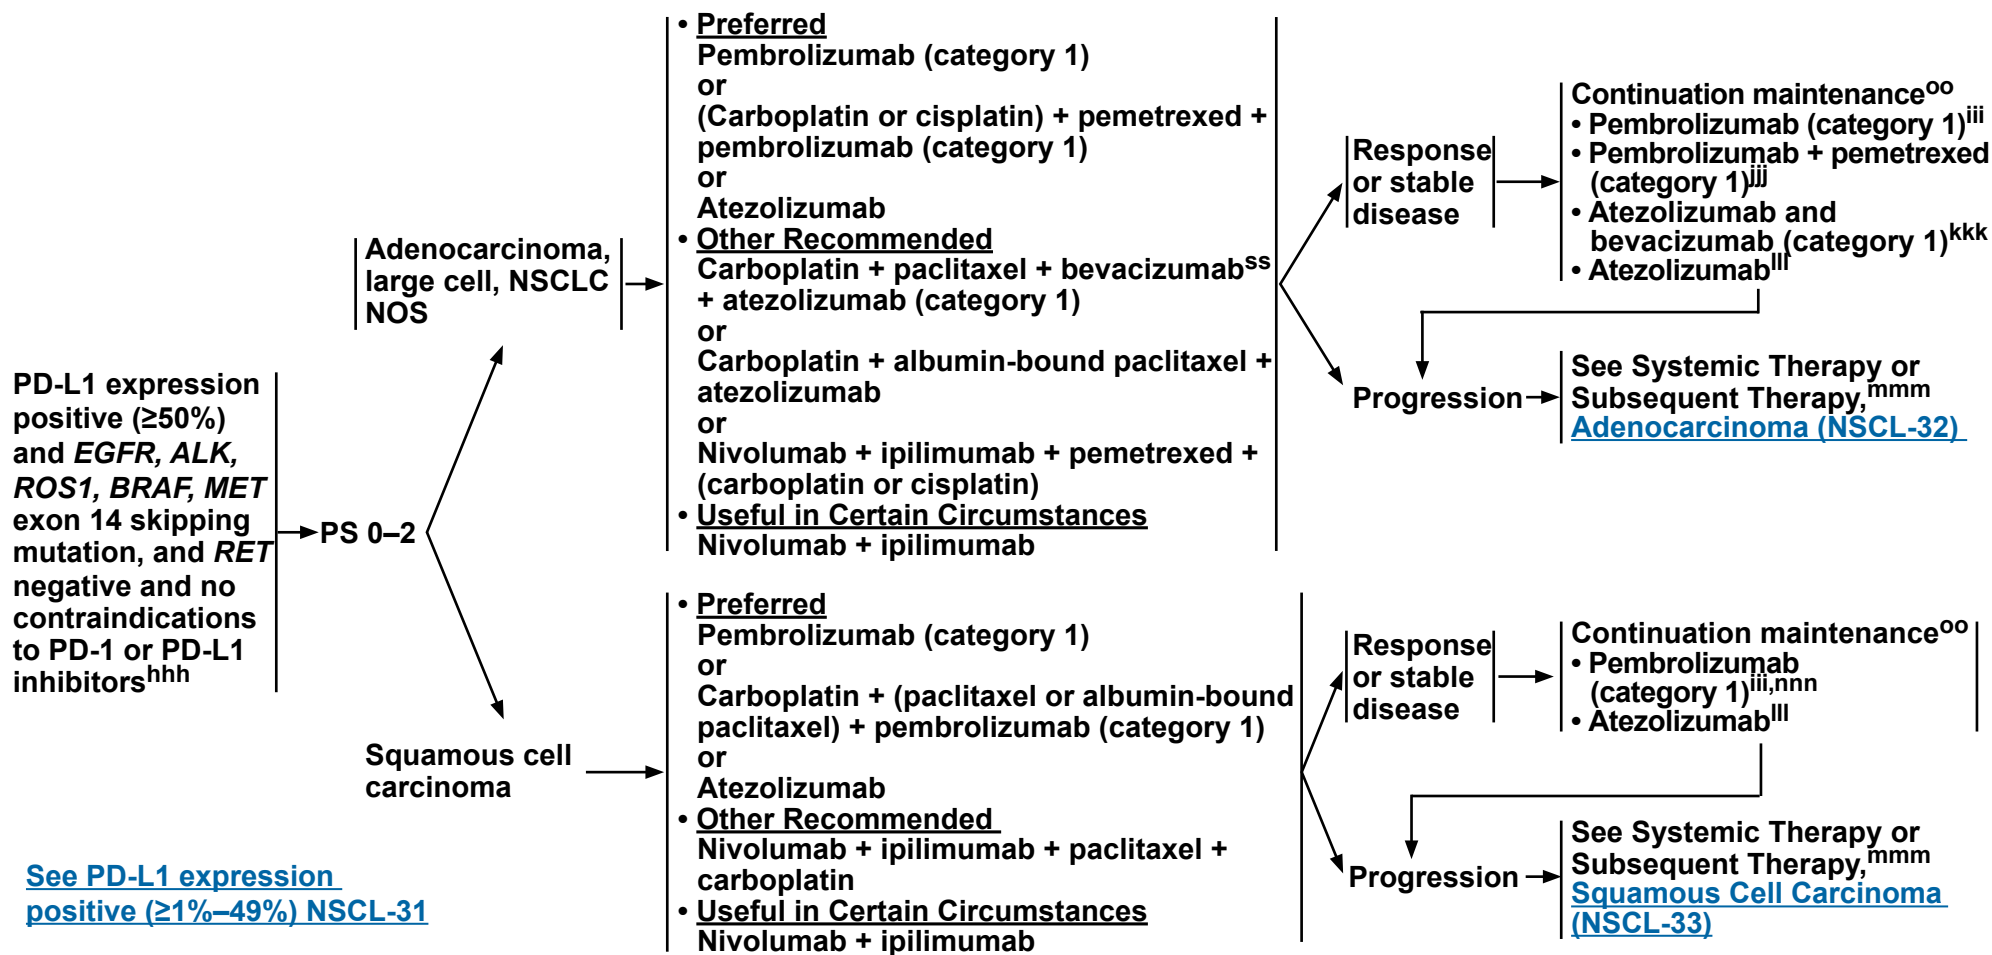 PD-L1 expression
positive (≥50%)
and EGFR, ALK,
ROS1, BRAF, MET
exon 14 skipping
mutation, and RET
negative and no
contraindications
to PD-1 or PD-L1
inhibitorshhh
PS 0–2
Adenocarcinoma,
large cell, NSCLC
NOS
• Preferred
Pembrolizumab (category 1)
or
(Carboplatin or cisplatin) + pemetrexed +
pembrolizumab (category 1)
or
Atezolizumab
• Other Recommended
Carboplatin + paclitaxel + bevacizumabss
+ atezolizumab (category 1)
or
Carboplatin + albumin-bound paclitaxel +
atezolizumab
or
Nivolumab + ipilimumab + pemetrexed +
(carboplatin or cisplatin)
• Useful in Certain Circumstances
Nivolumab + ipilimumab
Response
or stable
disease
Continuation maintenanceoo
• Pembrolizumab (category 1)iii
• Pembrolizumab + pemetrexed
(category 1)jjj
• Atezolizumab and
bevacizumab (category 1)kkk
• Atezolizumablll
Progression
See Systemic Therapy or
Subsequent Therapy,mmm
Adenocarcinoma (NSCL-32)
Squamous cell
carcinoma
• Preferred
Pembrolizumab (category 1)
or
Carboplatin + (paclitaxel or albumin-bound
paclitaxel) + pembrolizumab (category 1)
or
Atezolizumab
• Other Recommended
Nivolumab + ipilimumab + paclitaxel +
carboplatin
• Useful in Certain Circumstances
Nivolumab + ipilimumab
Response
or stable
disease
Continuation maintenanceoo
• Pembrolizumab
(category 1)iii,nnn
• Atezolizumablll
Progression
See Systemic Therapy or
Subsequent Therapy,mmm
Squamous Cell Carcinoma
(NSCL-33)
See PD-L1 expression
positive (≥1%–49%) NSCL-31